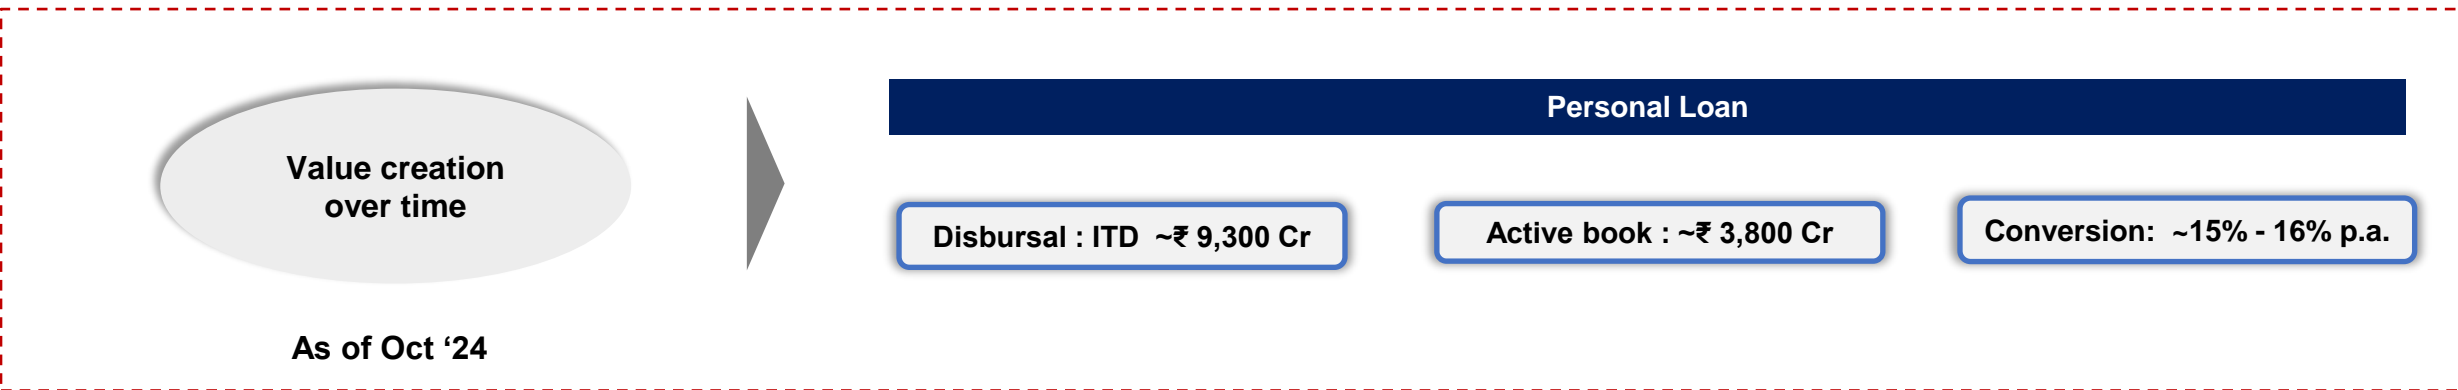 Personal Loan
Value creation
over time
Disbursal : ITD ~₹ 9,300 Cr
Active book : ~₹ 3,800 Cr
Conversion: ~15% - 16% p.a.
As of Oct ‘24